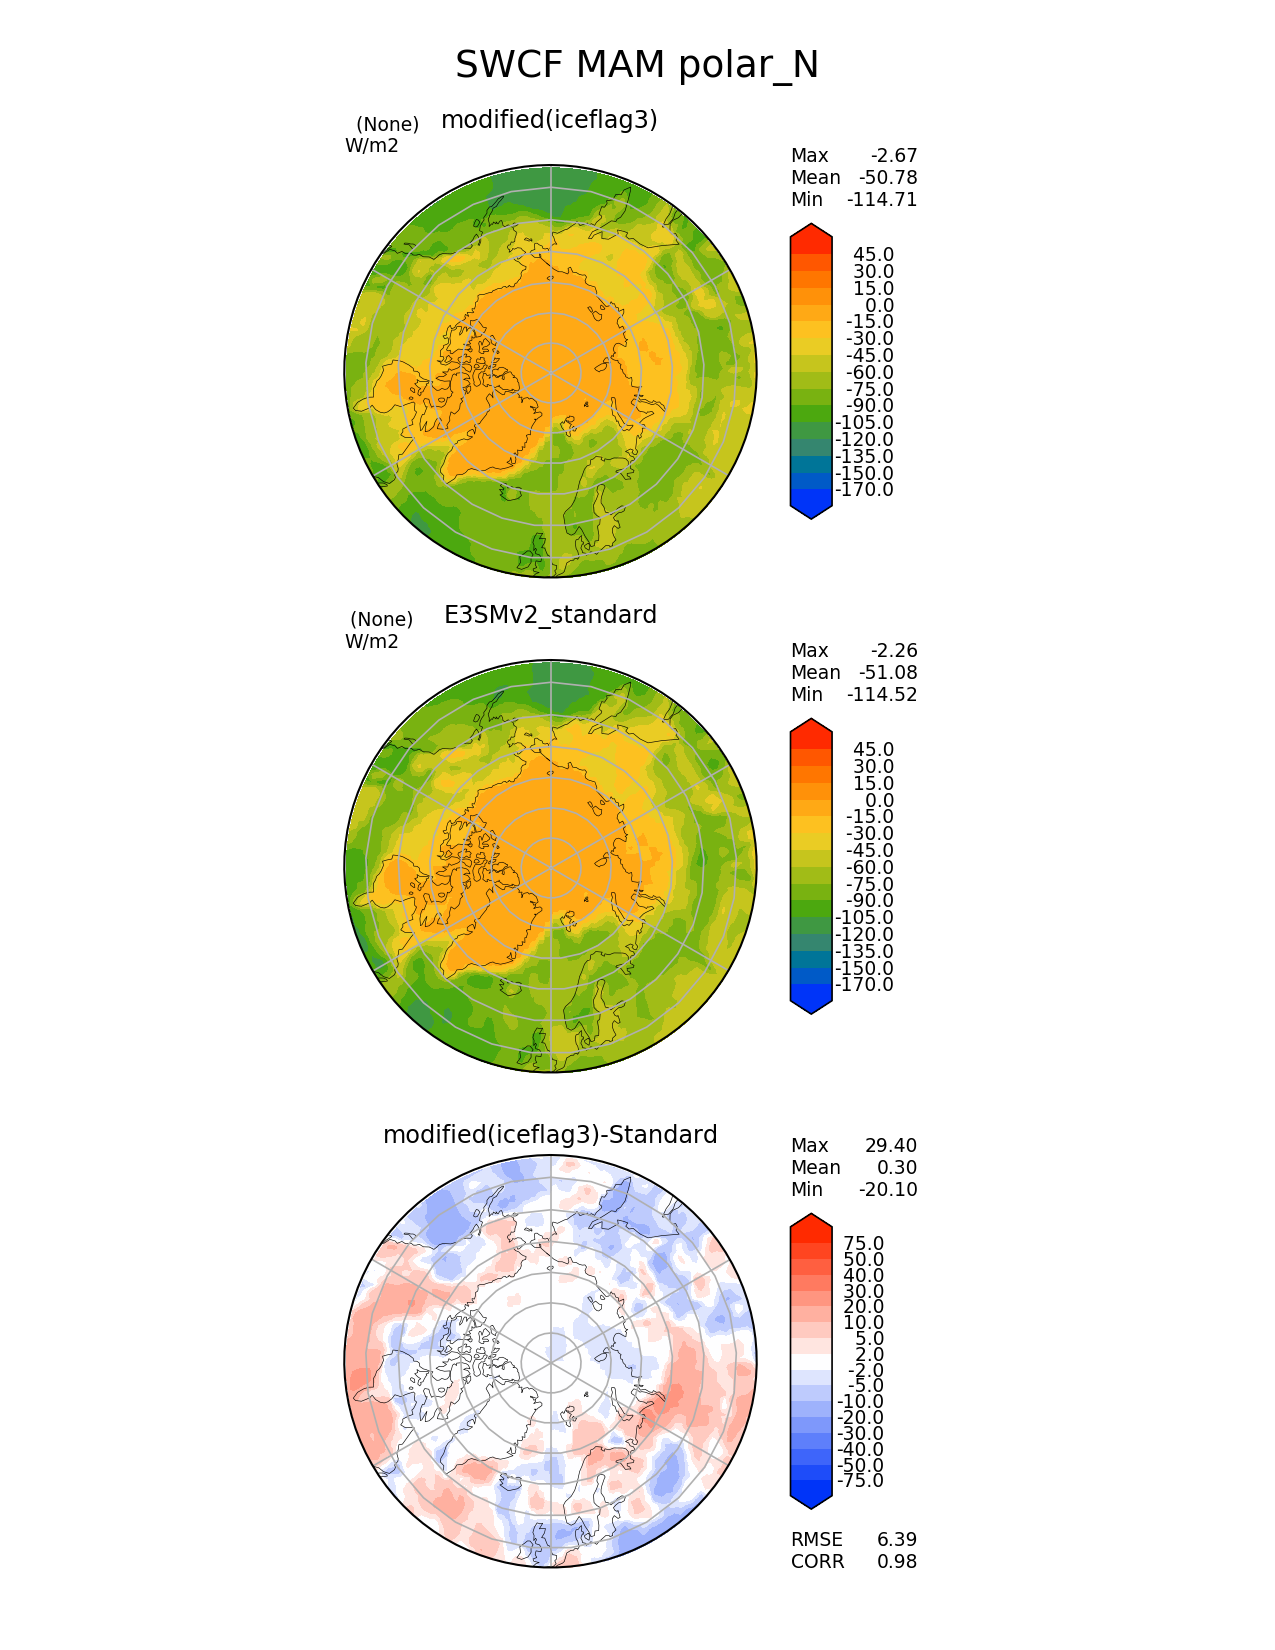 SWCF MAM polar_N
(None) modified(iceflag3)
W/m2
Max -2.67
Mean -50.78
Min -114.71
45.0
30.0
15.0
0.0
-15.0
-30.0
-45.0
-60.0
-75.0
-90.0
-105.0
-120.0
-135.0
-150.0
-170.0
(None) E3SMv2_standard
W/m2
Max -2.26
Mean -51.08
Min -114.52
45.0
30.0
15.0
0.0
-15.0
-30.0
-45.0
-60.0
-75.0
-90.0
-105.0
-120.0
-135.0
-150.0
-170.0
modified(iceflag3)-Standard
Max 29.40
Mean 0.30
Min -20.10
75.0
50.0
40.0
30.0
20.0
10.0
5.0
2.0
-2.0
-5.0
-10.0
-20.0
-30.0
-40.0
-50.0
-75.0
RMSE 6.39
CORR 0.98